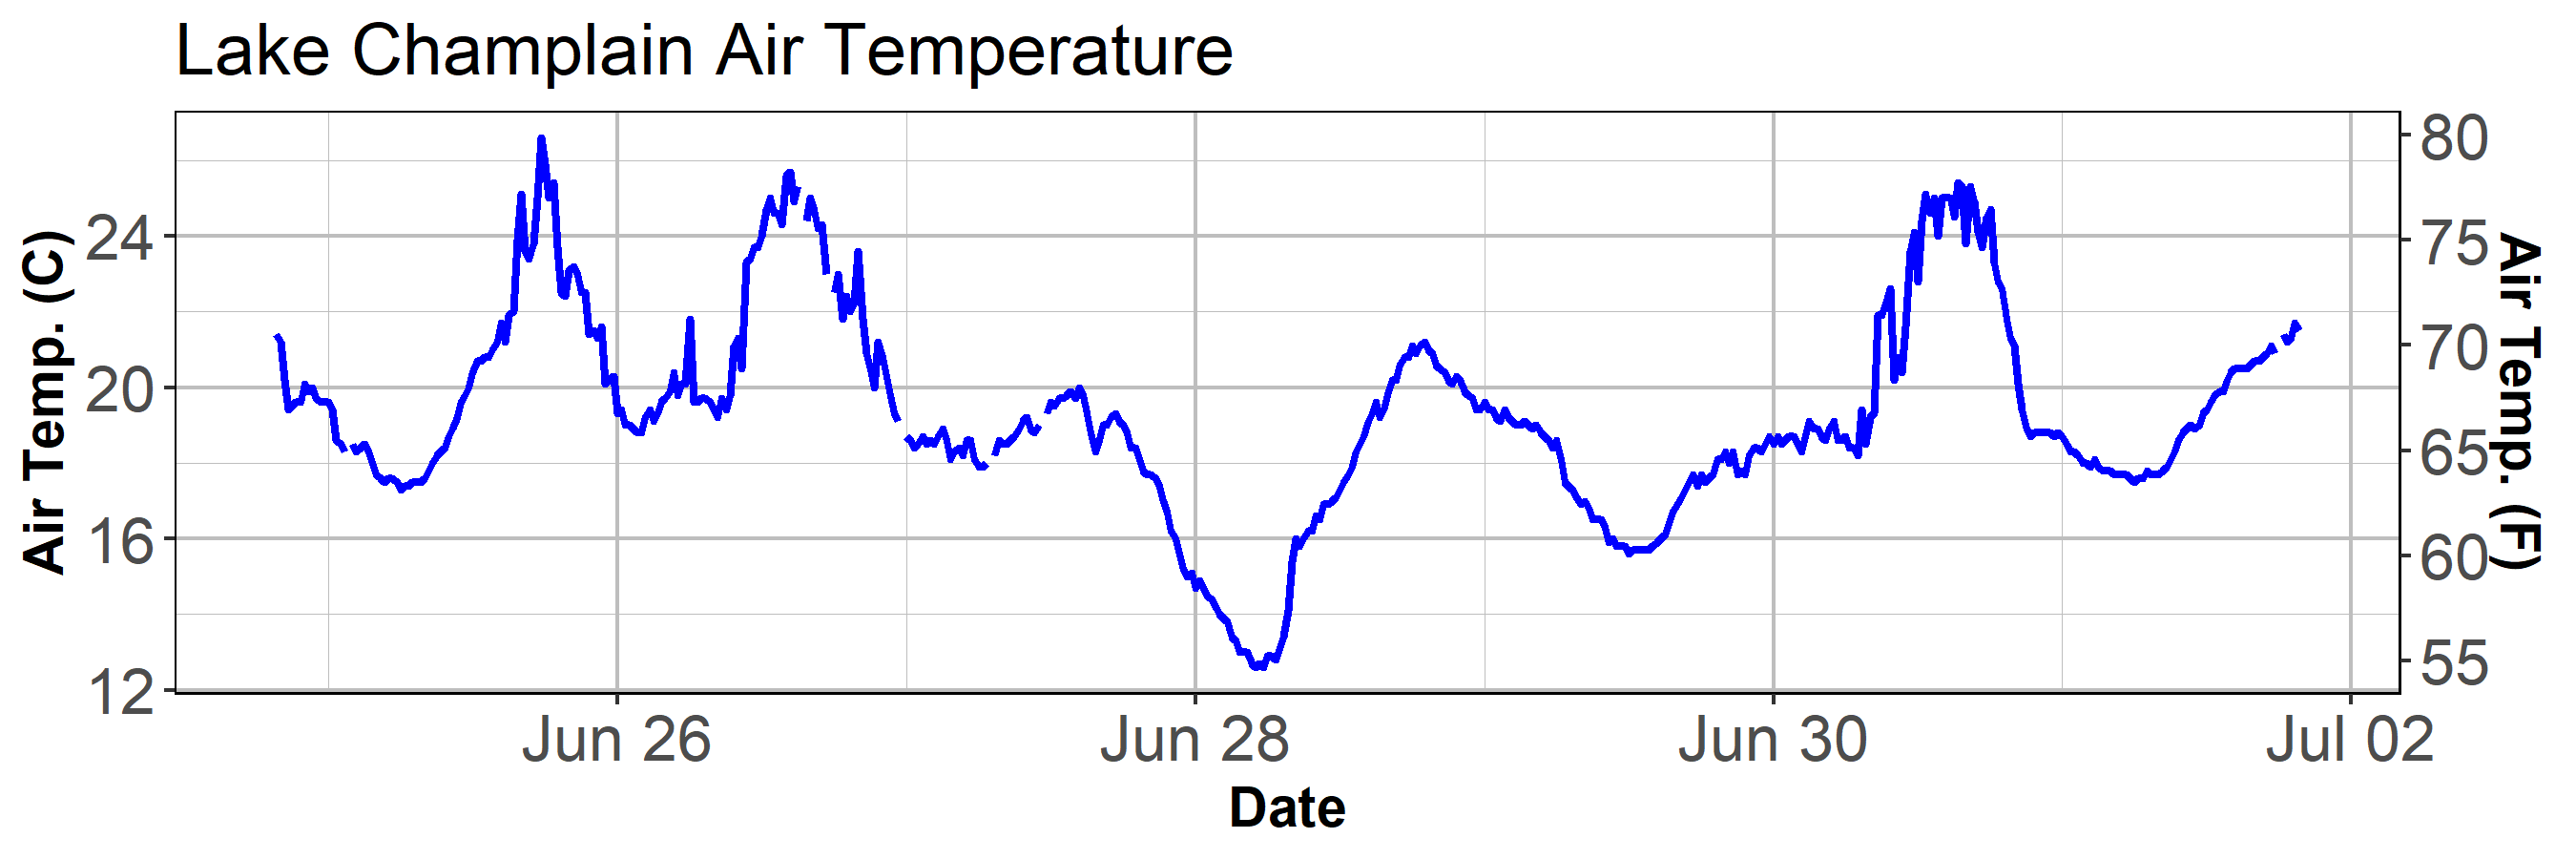 Lake Champlain Air Temperature
Air Temp. (C)
24
20
16
12
80
75
70
65
60
55
Air Temp. (F)
Jun 26
Jun 28
Jun 30
Jul 02
Date